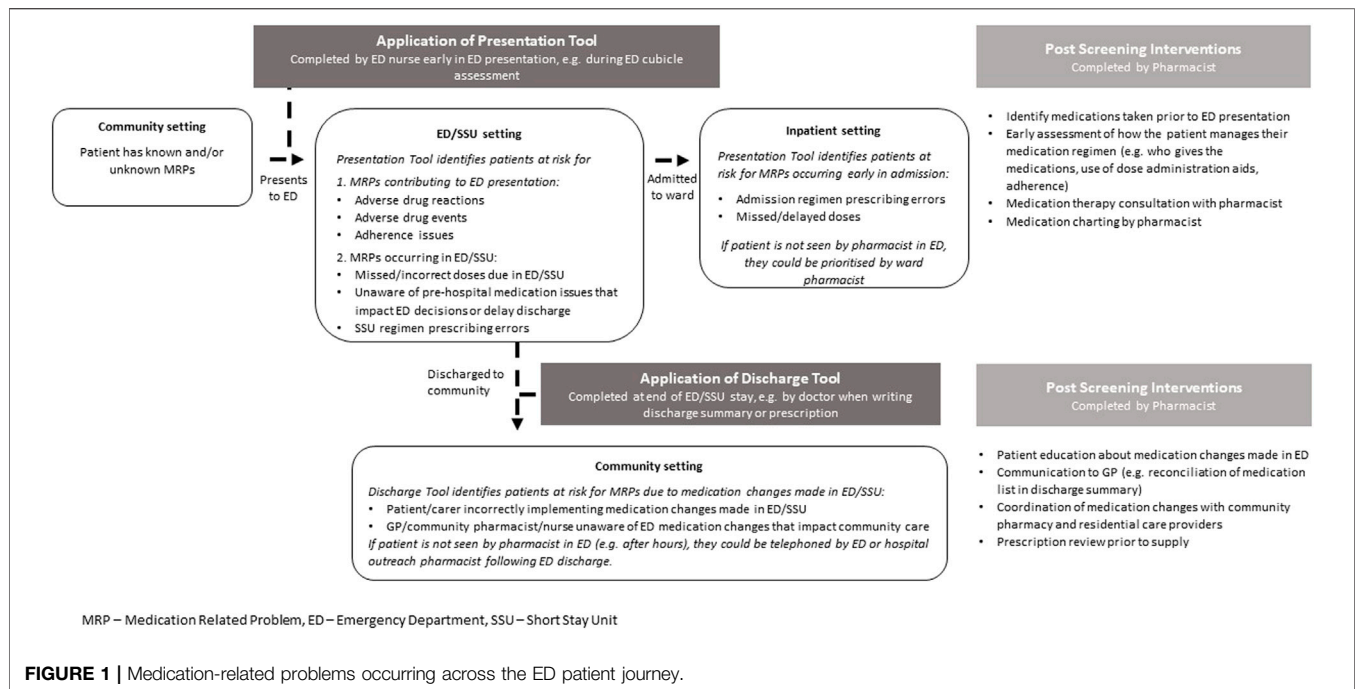 Application of Presentation Tool
Completed by ED nurse early in ED presentation, e.g. during ED cubicle
assessment
Post Screening Interventions
Completed by Pharmacist
Community setting
Patient has known and/or
unknown MRPs
Presents
to ED
ED/SSU setting
Presentation Tool identifies patients at risk for
1. MRPs contributing to ED presentation:
• Adverse drug reactions
• Adverse drug events
• Adherence issues
2. MRPs occurring in ED/SSU:
• Missed/incorrect doses due in ED/SSU
• Unaware of pre-hospital medication issues that
impact ED decisions or delay discharge
• SSU regimen prescribing errors
Admitted
to ward
Inpatient setting
Presentation Tool identifies patients at
risk for MRPs occurring early in admission:
• Admission regimen prescribing errors
• Missed/delayed doses
If patient is not seen by pharmacist in ED,
they could be prioritised by ward
pharmacist
• Identify medications taken prior to ED presentation
• Early assessment of how the patient manages their
medication regimen (e.g. who gives the
medications, use of dose administration aids,
adherence)
• Medication therapy consultation with pharmacist
• Medication charting by pharmacist
Discharged to
community
Application of Discharge Tool
Completed at end of ED/SSU stay, e.g. by doctor when writing
discharge summary or prescription
Post Screening Interventions
Completed by Pharmacist
Community setting
Discharge Tool identifies patients at risk for MRPs due to medication changes made in ED/SSU:
• Patient/carer incorrectly implementing medication changes made in ED/SSU
• GP/community pharmacist/nurse unaware of ED medication changes that impact community care
If patient is not seen by pharmacist in ED (e.g. after hours), they could be telephoned by ED or hospital
outreach pharmacist following ED discharge.
• Patient education about medication changes made in ED
• Communication to GP (e.g. reconciliation of medication
list in discharge summary)
• Coordination of medication changes with community
pharmacy and residential care providers
• Prescription review prior to supply
MRP – Medication Related Problem, ED – Emergency Department, SSU – Short Stay Unit
FIGURE 1 | Medication-related problems occurring across the ED patient journey.